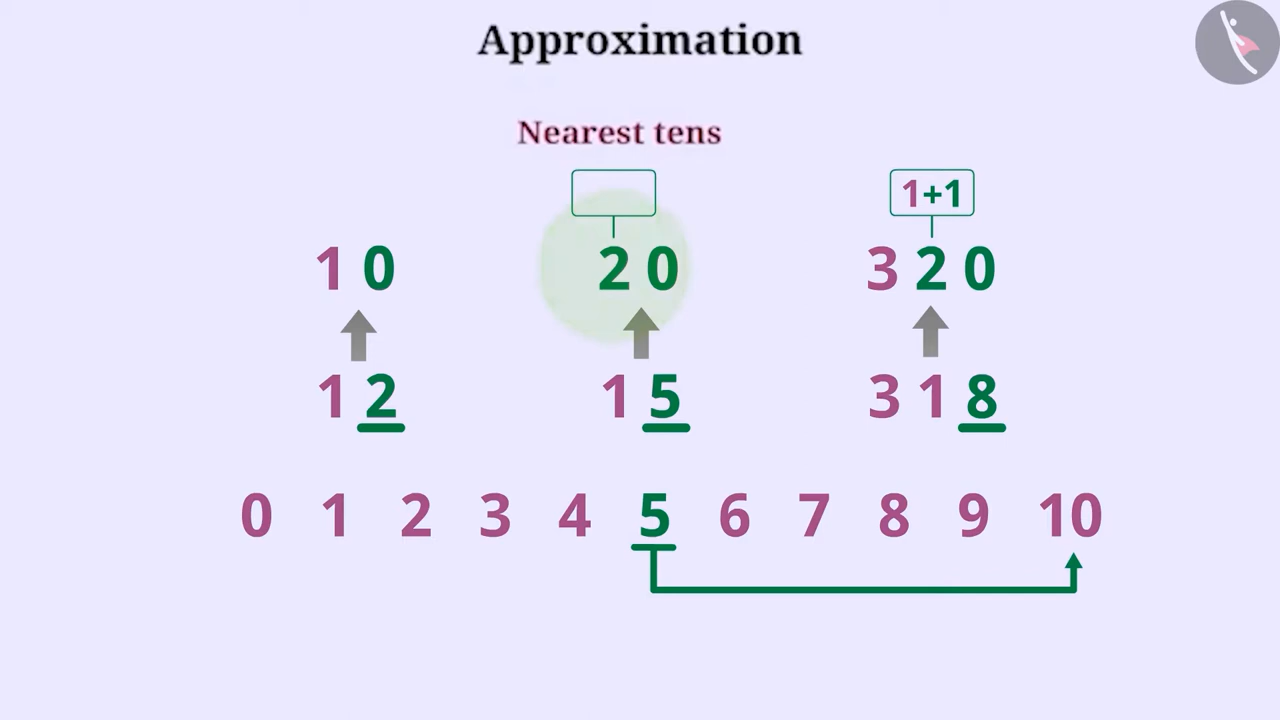 Approximation
Nearest tens
1+1
1 0 2 0 3 2 0
1 2 1 5 3 1 8
0 1 2 3 4 5 6 7 8 9 10